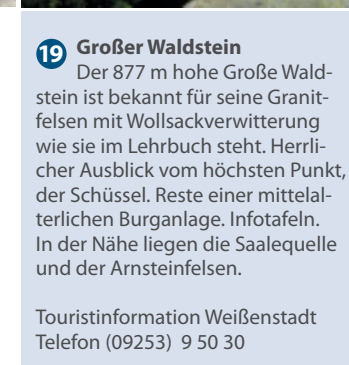 19 Großer Waldstein
Der 877 m hohe Große Wald-
stein ist bekannt für seine Granit-
felsen mit Wollsackverwitterung
wie sie im Lehrbuch steht. Herrli-
cher Ausblick vom höchsten Punkt,
der Schüssel. Reste einer mittelal-
terlichen Burganlage. Infotafeln.
In der Nähe liegen die Saalequelle
und der Arnsteinfelsen.
Touristinformation Weißenstadt
Telefon (09253) 9 50 30